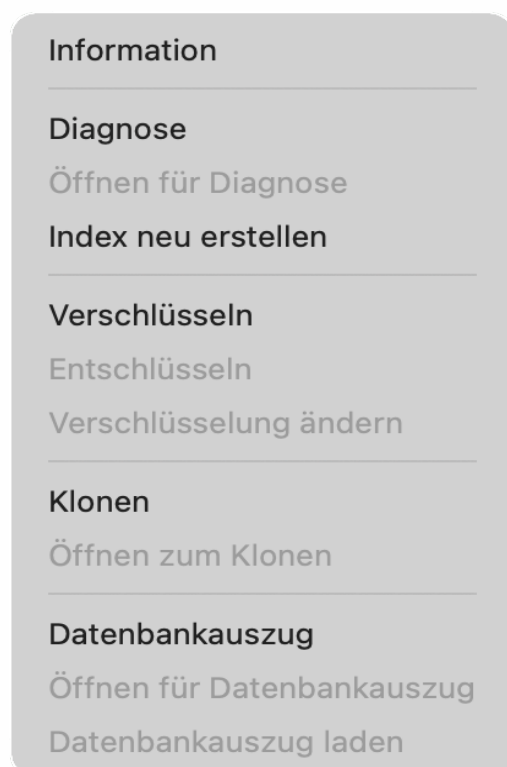 Information
Diagnose
Öffnen für Diagnose
Index neu erstellen
Verschlüsseln
Entschlüsseln
Verschlüsselung ändern
Klonen
Öffnen zum Klonen
Datenbankauszug
Öffnen für Datenbankauszug
Datenbankauszug laden